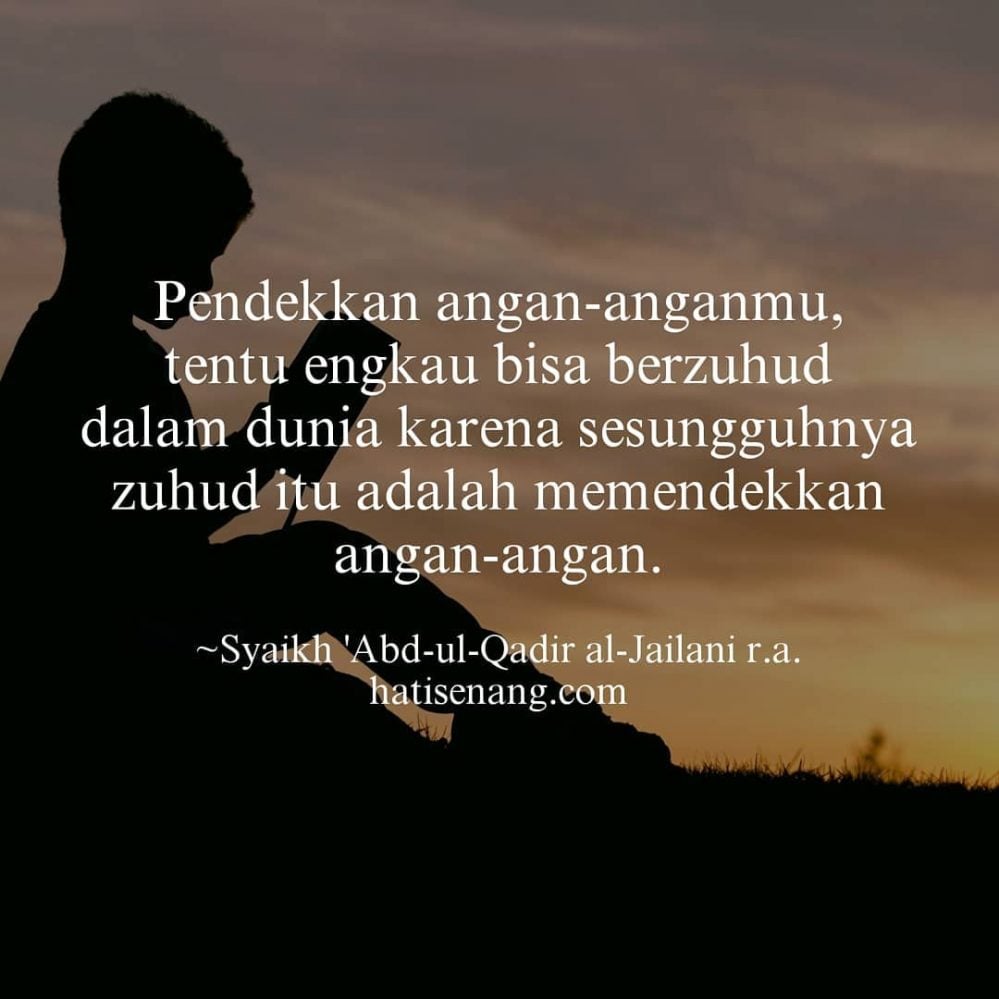 Pendekkan angan-anganmu,
tentu engkau bisa berzuhud
dalam dunia karena sesungguhnya
zuhud itu adalah memendekkan
angan-angan.
~Syaikh 'Abd-ul-Qadir al-Jailani r.a.
hatisenang.com